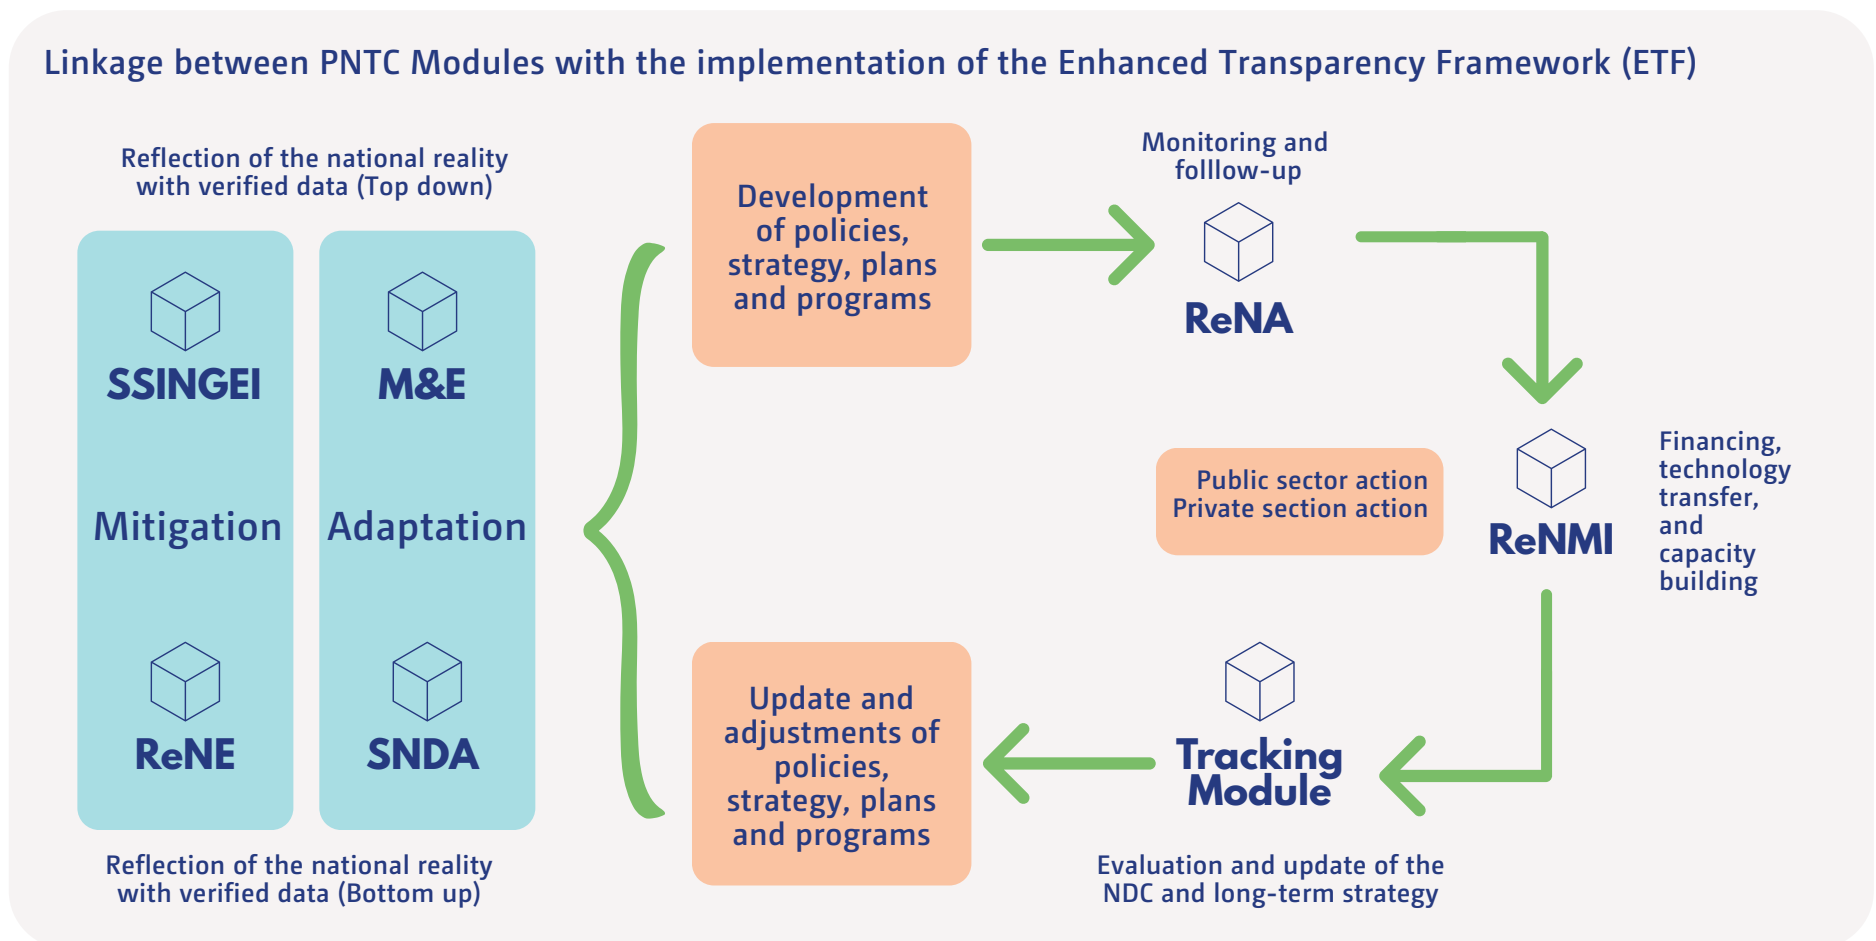 Linkage between PNTC Modules with the implementation of the Enhanced Transparency Framework (ETF)
Reflection of the national reality
with verified data (Top down)
SSINGEI
Mitigation
ReNE
M&E
Adaptation
SNDA
Reflection of the national reality
with verified data (Bottom up)
Development
of policies,
strategy, plans
and programs
Monitoring and
folllow-up
ReNA
Public sector action
Private section action
ReNMI
Financing,
technology
transfer,
and
capacity
building
Tracking
Module
Evaluation and update of the
NDC and long-term strategy
Update and
adjustments of
policies,
strategy, plans
and programs